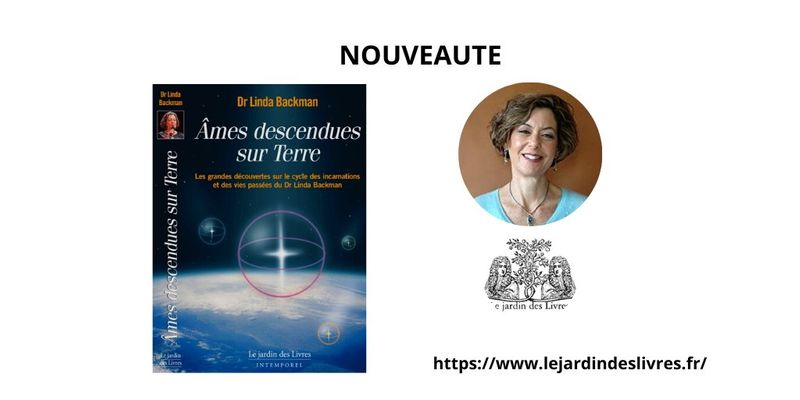 NOUVEAUTE
Dr Linda
Backman
Âmes descendues sur Terre
Le jardin
des Livres
Dr Linda Backman
Âmes descendues
sur Terre
Les grandes découvertes sur le cycle des incarnations
et des vies passées du Dr Linda Backman
Le jardin des Livres
INTEMPOREL
e jardin des Livre
https://www.lejardindeslivres.fr/